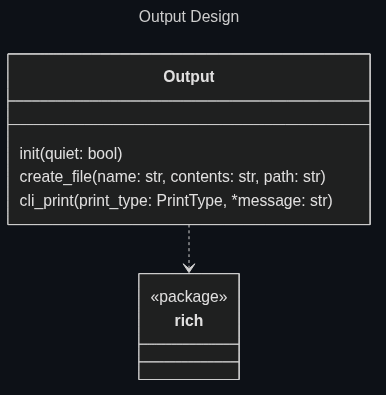 Output Design
Output
init(quiet: bool)
create_file(name: str, contents: str, path: str)
cli_print(print_type: PrintType, *message: str)
«package»
rich